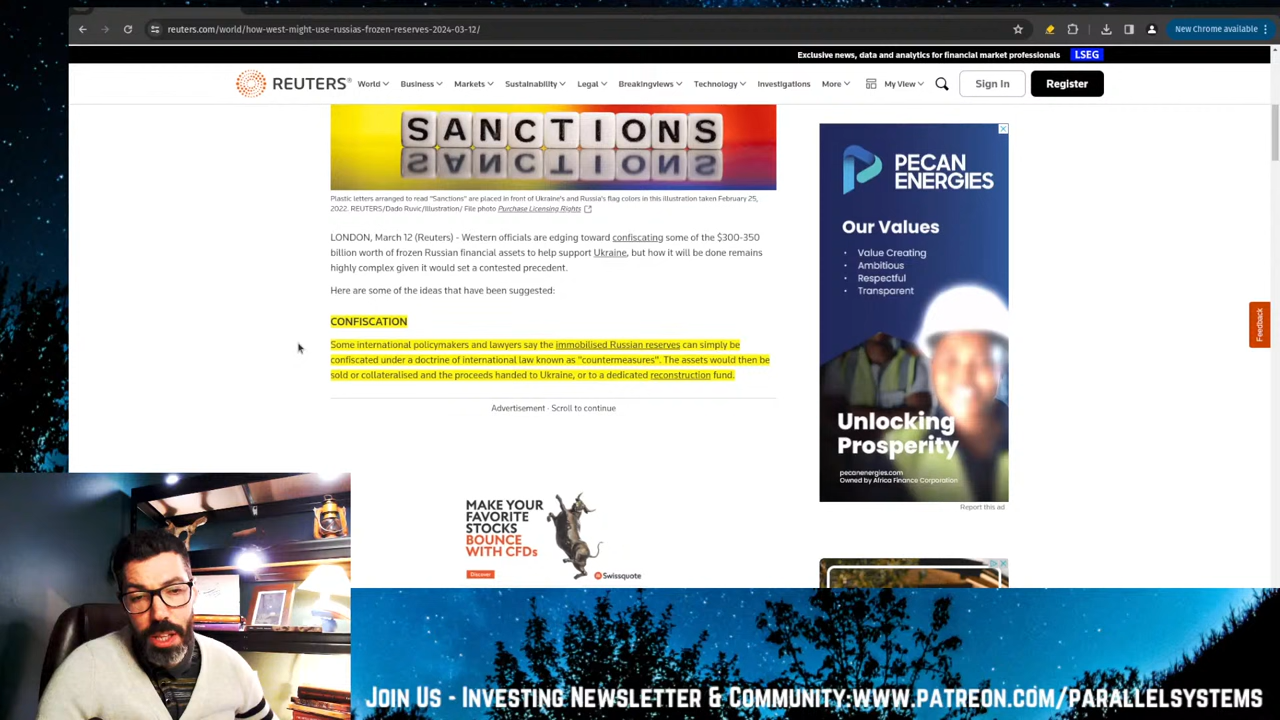 reuters.com/world/how-west-might-use-russias-frozen-reserves-2024-03-12/
New Chrome available
Exclusive news, data and analytics for financial market professionals LSEG
REUTERS®
World Business Markets Sustainability Legal Breakingviews Technology Investigations More My View Sign In Register
SANCTIONS
Plastic letters arranged to read "Sanctions" are placed in front of Ukraine's and Russia's flag colors in this illustration taken February 25,
2022. REUTERS/Dado Ruvic/Illustration/ File photo Purchase Licensing Rights
LONDON, March 12 (Reuters) - Western officials are edging toward confiscating some of the $300-350
billion worth of frozen Russian financial assets to help support Ukraine, but how it will be done remains
highly complex given it would set a contested precedent.
Here are some of the ideas that have been suggested:
CONFISCATION
Some international policymakers and lawyers say the immobilised Russian reserves can simply be
confiscated under a doctrine of international law known as "countermeasures". The assets would then be
sold or collateralised and the proceeds handed to Ukraine, or to a dedicated reconstruction fund.
Advertisement · Scroll to continue
MAKE YOUR
FAVORITE
STOCKS
BOUNCE
WITH CFDs
Discover
Swissquote
PECAN
ENERGIES
Our Values
· Value Creating
· Ambitious
· Respectful
· Transparent
Unlocking
Prosperity
pecanenergies.com
Owned by Africa Finance Corporation
Report this ad
Feedback
JOIN US - INVESTING NEWSLETTER & COMMUNITY:WWW.PATREON.COM/PARALLELSYSTEMS